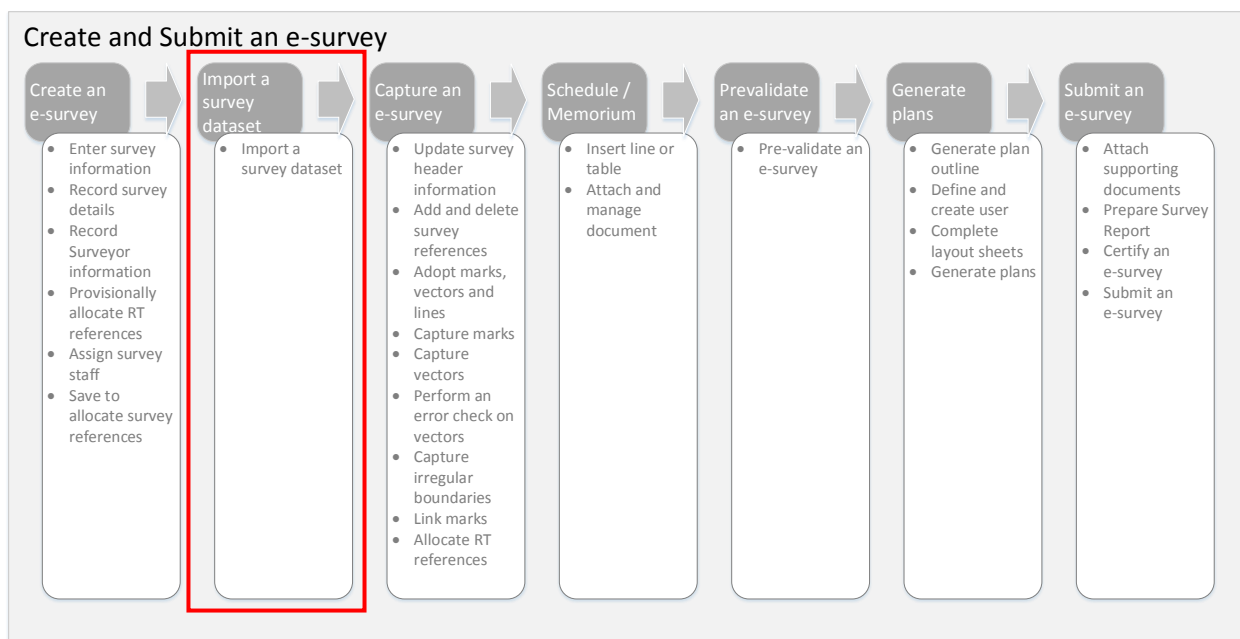 Create and Submit an e-survey
Create an
e-survey
• Enter survey
information
• Record survey
details
• Record
Surveyor
information
• Provisionally
allocate RT
references
• Assign survey
staff
• Save to
allocate survey
references
Import a
survey
dataset
• Import a
survey dataset
Capture an
e-survey
• Update survey
header
information
• Add and delete
survey
references
• Adopt marks,
vectors and
lines
• Capture marks
• Capture
vectors
• Perform an
error check on
vectors
• Capture
irregular
boundaries
• Link marks
• Allocate RT
references
Schedule /
Memorium
• Insert line or
table
• Attach and
manage
document
Prevalidate
an e-survey
• Pre-validate an
e-survey
Generate
plans
• Generate plan
outline
• Define and
create user
• Complete
layout sheets
• Generate plans
Submit an
e-survey
• Attach
supporting
documents
• Prepare Survey
Report
• Certify an
e-survey
• Submit an
e-survey